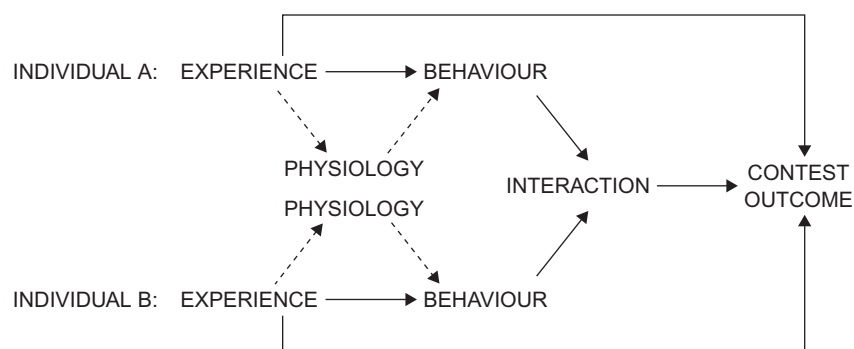 INDIVIDUAL A: EXPERIENCE BEHAVIOUR
PHYSIOLOGY
INTERACTION
CONTEST
OUTCOME
PHYSIOLOGY
INDIVIDUAL B: EXPERIENCE BEHAVIOUR